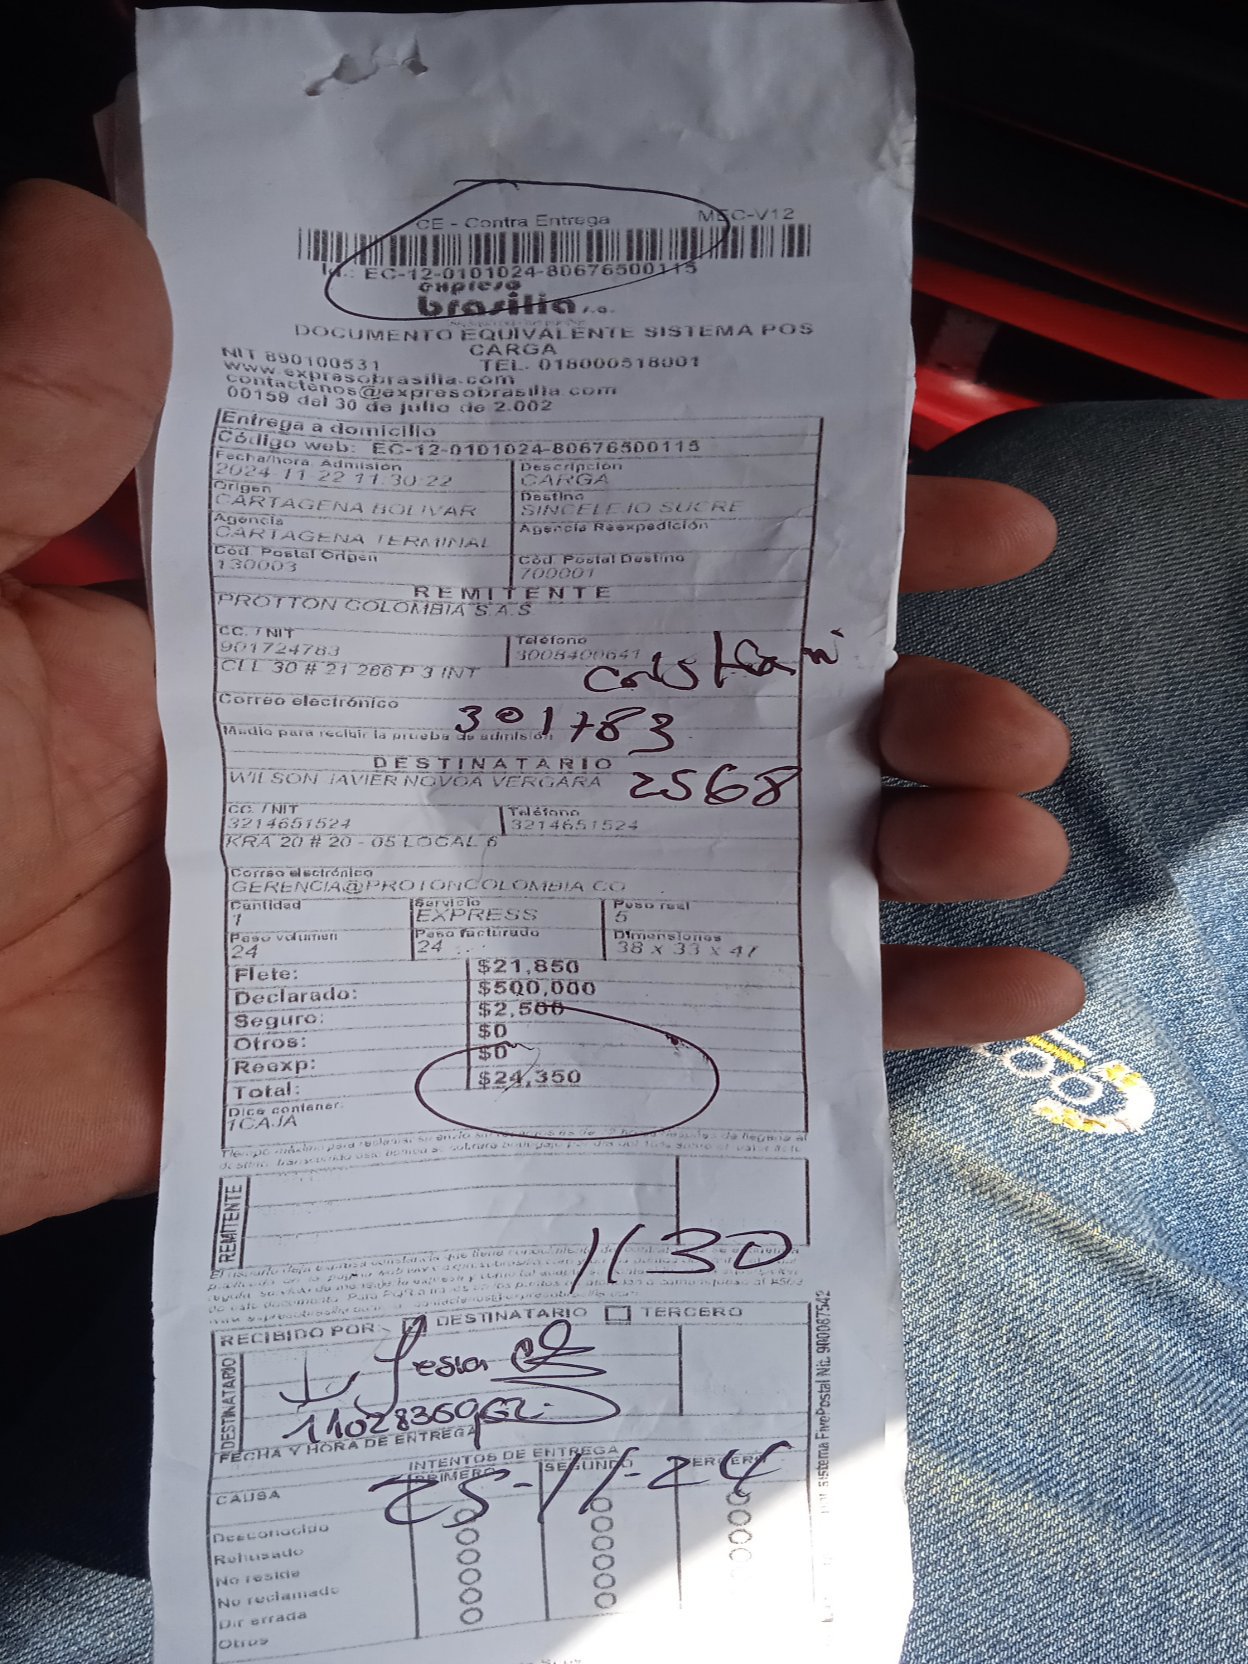 CE - Contra Entrega
MEC-V12
Id.: EC-12-0101024-80676500115
expreso
brasilia s.a.
DOCUMENTO EQUIVALENTE SISTEMA POS
CARGA
NIT 890100531
TEL. 018000518001
www.expresobrasilia.com
contactenos@expresobrasilia.com
00159 del 30 de julio de 2.002
Entrega a domicilio
Código web: EC-12-0101024-80676500115
Fecha/hora Admisión
2024-11-22 11:30:22
Descripción
CARGA
Origen
CARTAGENA BOLIVAR
Destino
SINCELEJO SUCRE
Agencia
CARTAGENA TERMINAL
Agencia Reexpedición
Cód. Postal Origen
130003
Cód. Postal Destino
700001
REMITENTE
PROTTON COLOMBIA S.A.S
CC. / NIT
901724783
Teléfono
3008400641
CLL 30 # 21 266 P 3 INT
Correo electrónico
301783
Medio para recibir la prueba de admisión
DESTINATARIO
WILSON JAVIER NOVOA VERGARA
2568
CC. / NIT
3214651524
Teléfono
3214651524
KRA 20 # 20 - 05 LOCAL 6
Correo electrónico
GERENCIA@PROTONCOLOMBIA.CO
Cantidad
1
Servicio
EXPRESS
Peso real
5
Peso volumen
24
Peso facturado
24
Dimensiones
38 x 33 x 47
Flete: $21,850
Declarado: $500,000
Seguro: $2,500
Otros: $0
Reexp: $0
Total: $24,350
Dice contener:
1CAJA
REMITENTE
1130
RECIBIDO POR: DESTINATARIO TERCERO
DESTINATARIO
FECHA Y HORA DE ENTREGA
INTENTOS DE ENTREGA
CAUSA
PRIMERO SEGUNDO TERCERO
25-11-24
Desconocido
Rehusado
No reside
No reclamado
Dir errada
Otros
Sistema FivePostal Nit. 900087542